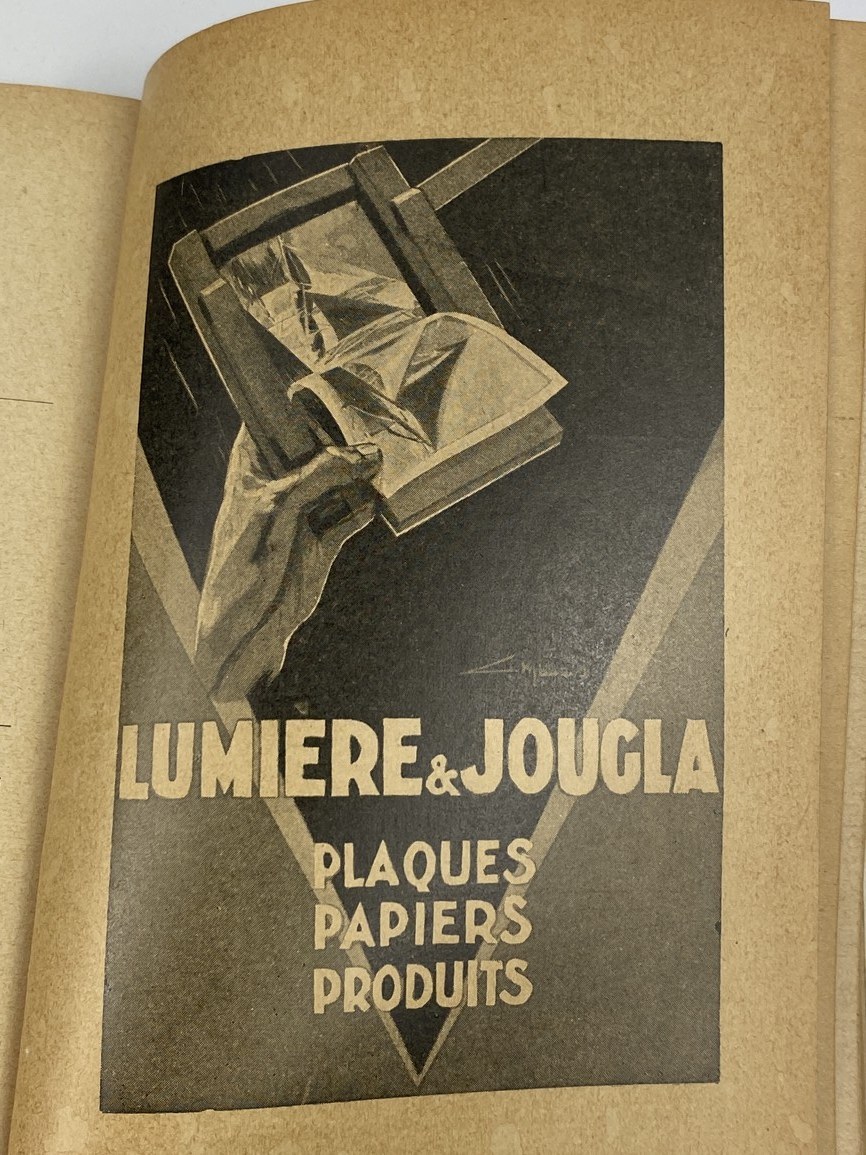 LUMIERE & JOUGLA
PLAQUES
PAPIERS
PRODUITS